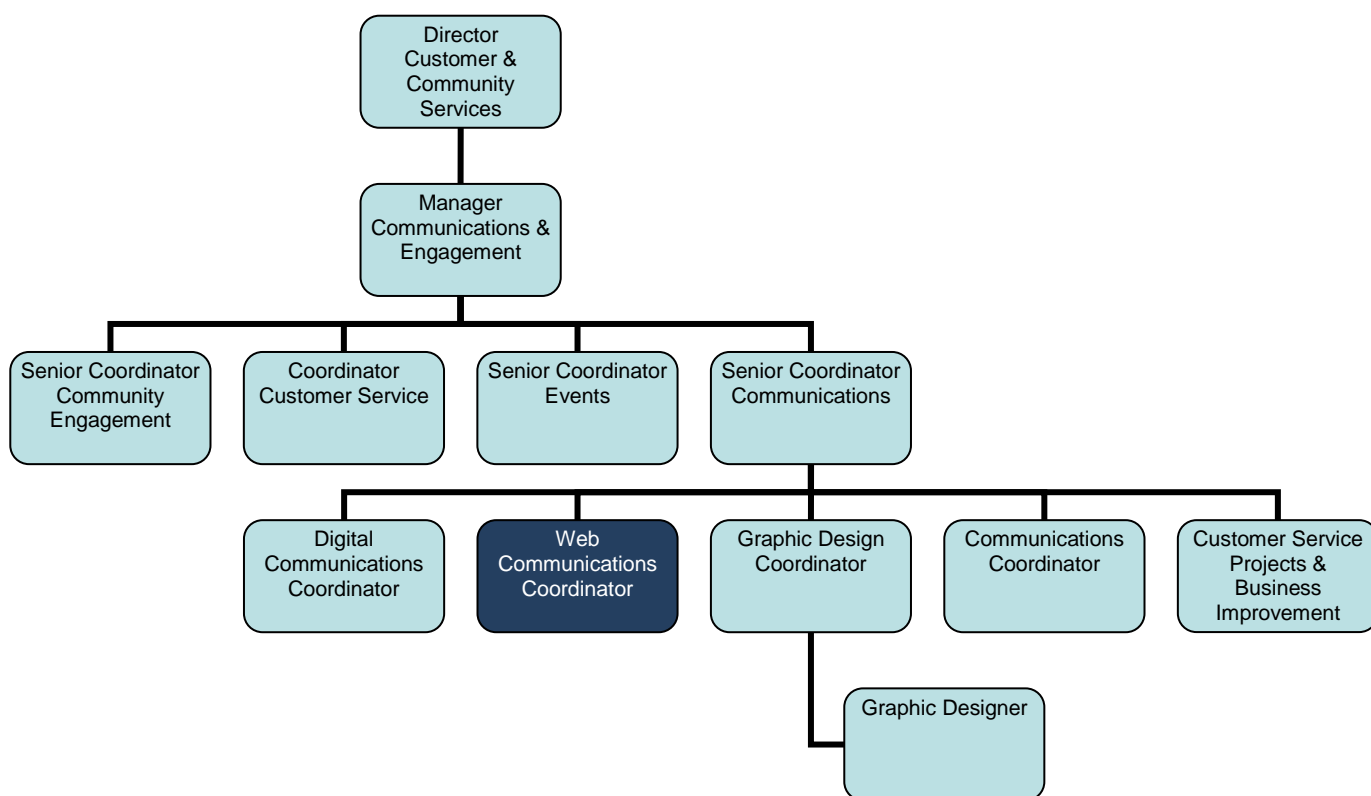 Director
Customer &
Community
Services
Manager
Communications &
Engagement
Senior Coordinator
Community
Engagement
Coordinator
Customer Service
Senior Coordinator
Events
Senior Coordinator
Communications
Digital
Communications
Coordinator
Web
Communications
Coordinator
Graphic Design
Coordinator
Communications
Coordinator
Customer Service
Projects &
Business
Improvement
Graphic Designer